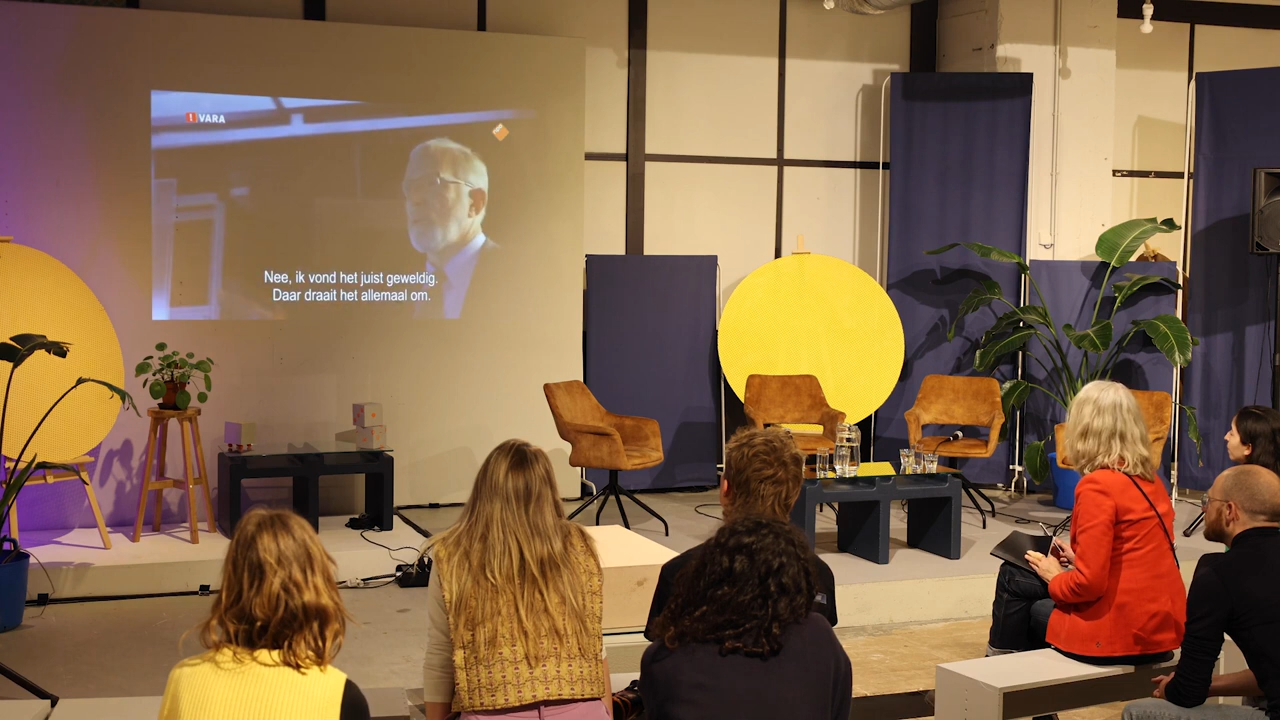 VARA
Nee, ik vond het juist geweldig.
Daar draait het allemaal om.